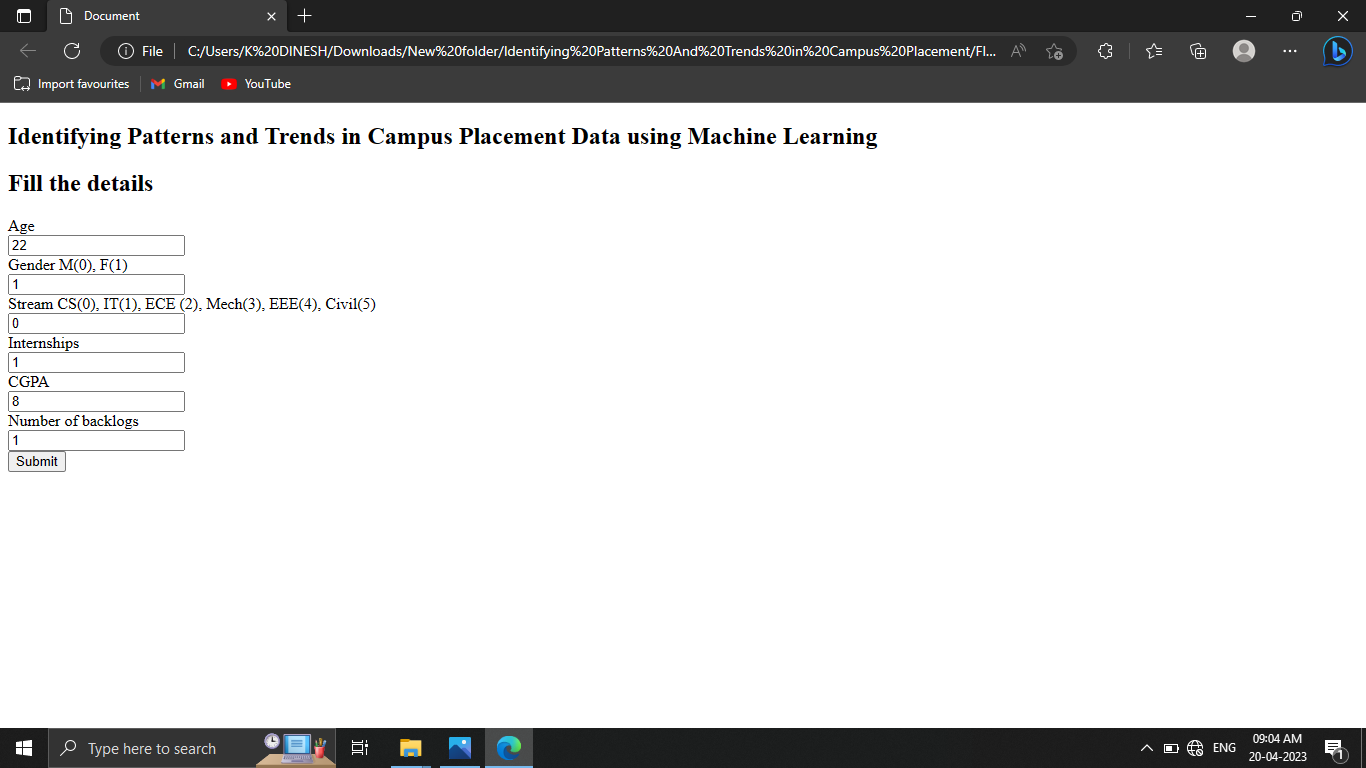 Document
File
C:/Users/K%20DINESH/Downloads/New%20folder/Identifying%20Patterns%20And%20Trends%20in%20Campus%20Placement/Fl...
Import favourites
Gmail
YouTube
Identifying Patterns and Trends in Campus Placement Data using Machine Learning
Fill the details
Age
22
Gender M(0), F(1)
1
Stream CS(0), IT(1), ECE (2), Mech(3), EEE(4), Civil(5)
0
Internships
1
CGPA
8
Number of backlogs
1
Submit
Type here to search
ENG
09:04 AM
20-04-2023
1